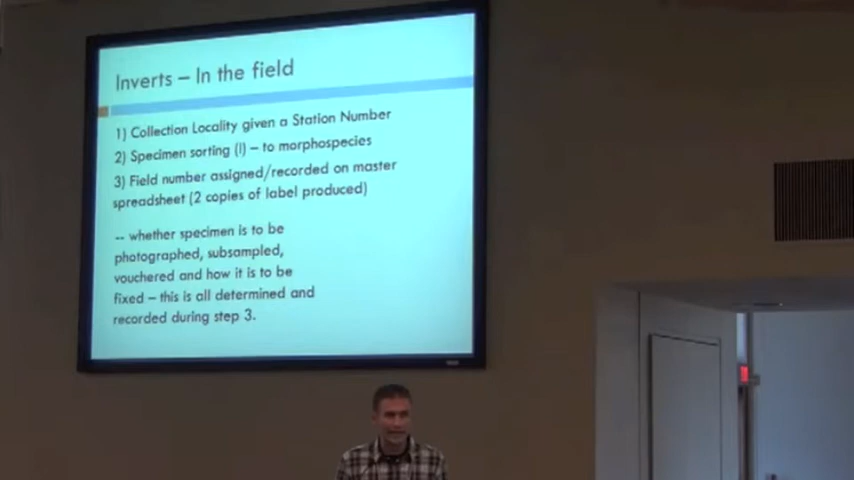 Inverts – In the field
1) Collection Locality given a Station Number
2) Specimen sorting (I) – to morphospecies
3) Field number assigned/recorded on master
spreadsheet (2 copies of label produced)
-- whether specimen is to be
photographed, subsampled,
vouchered and how it is to be
fixed – this is all determined and
recorded during step 3.